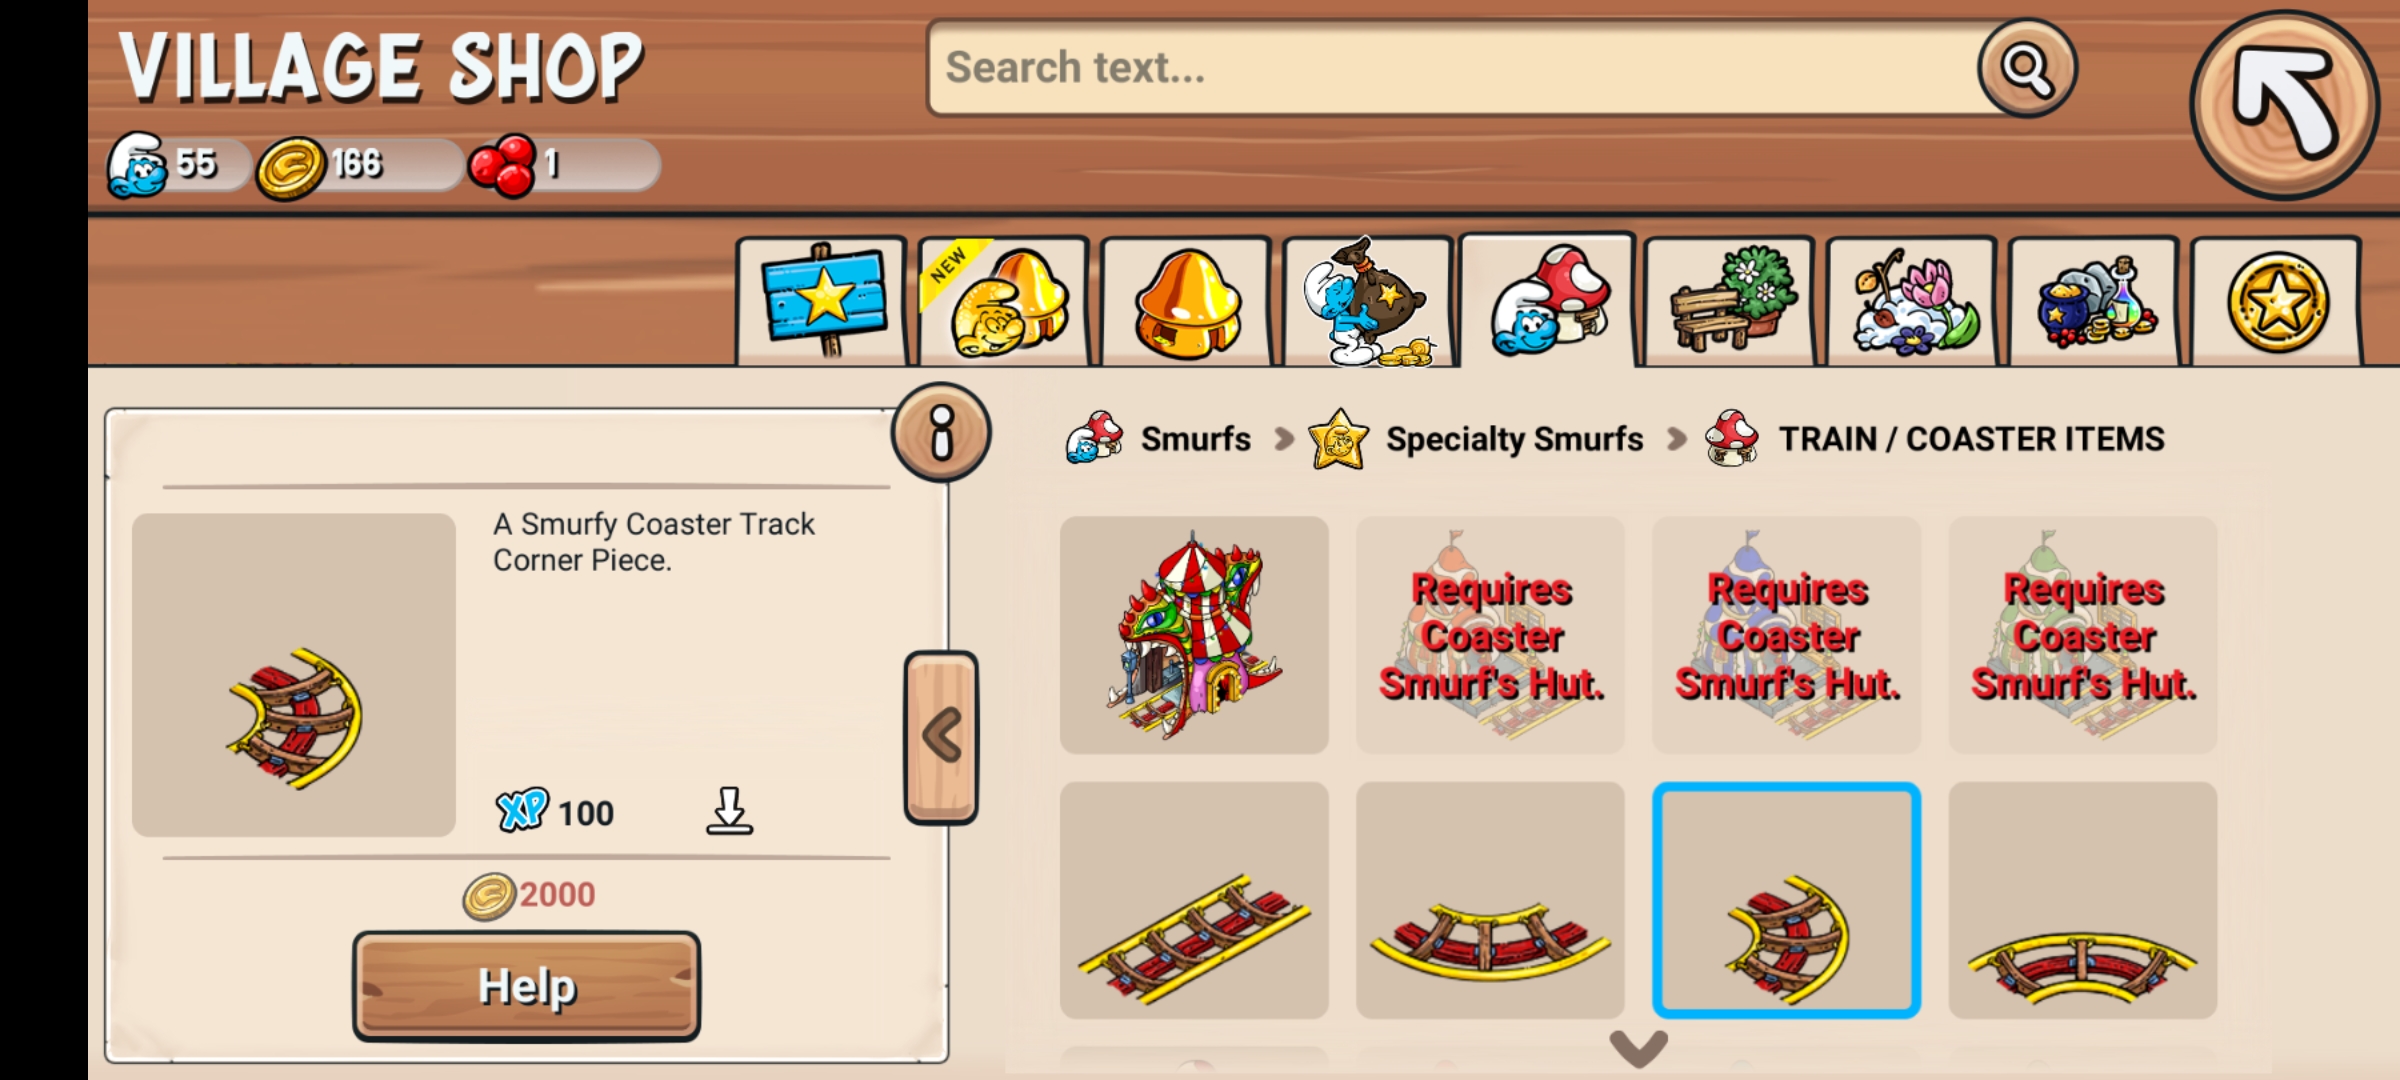 VILLAGE SHOP
Search text...
55
166
1
NEW
Smurfs
Specialty Smurfs
TRAIN / COASTER ITEMS
A Smurfy Coaster Track
Corner Piece.
XP 100
2000
Help
Requires
Coaster
Smurf's Hut.
Requires
Coaster
Smurf's Hut.
Requires
Coaster
Smurf's Hut.